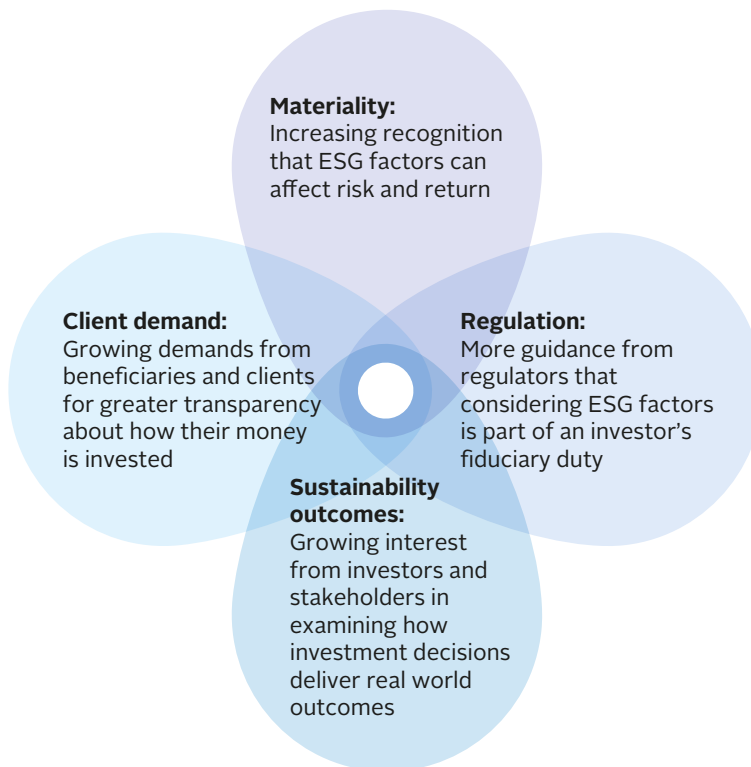 Materiality:
Increasing recognition
that ESG factors can
affect risk and return
Client demand:
Growing demands from
beneficiaries and clients
for greater transparency
about how their money
is invested
Regulation:
More guidance from
regulators that
considering ESG factors
is part of an investor’s
fiduciary duty
Sustainability
outcomes:
Growing interest
from investors and
stakeholders in
examining how
investment decisions
deliver real world
outcomes